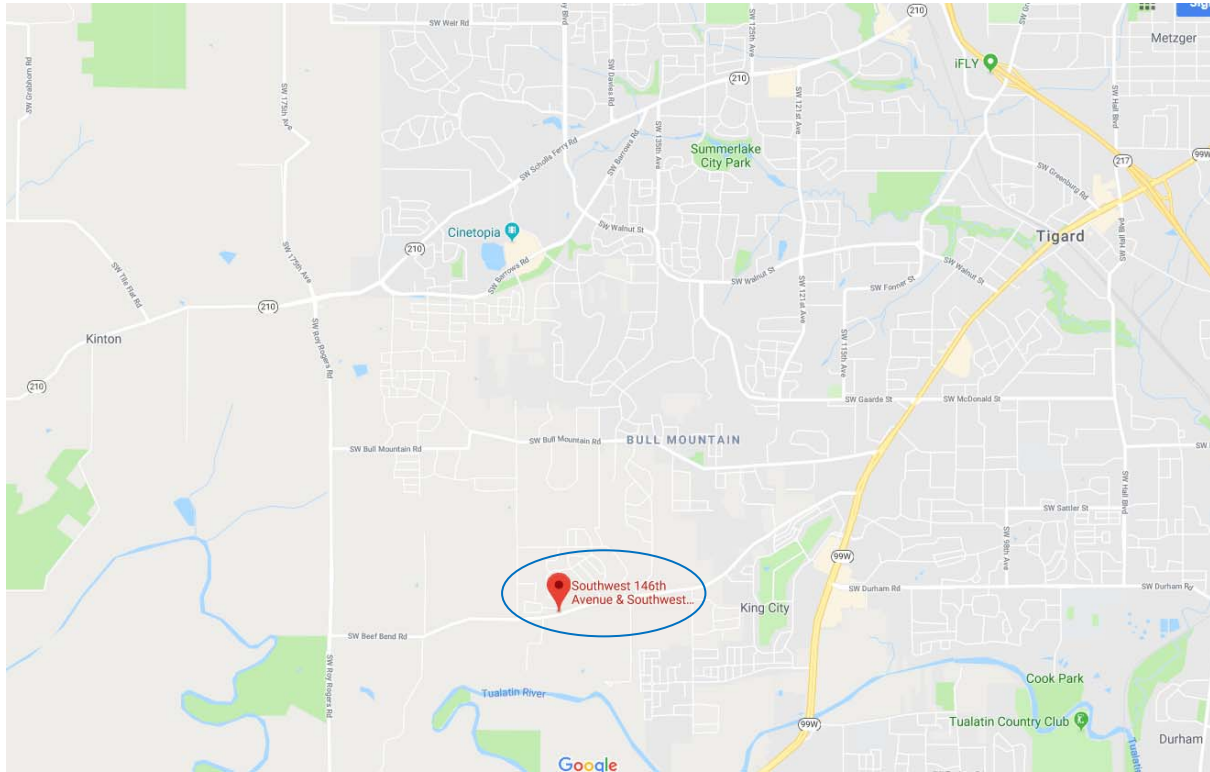 210
SW Weir Rd
Metzger
iFLY
SW Grabhorn Rd
SW 175th Ave
SW Davies Rd
SW 125th Ave
210
SW 121st Ave
SW Hall Blvd
SW Scholls Ferry Rd
SW Barrows Rd
SW 135th Ave
Summerlake
City Park
217
99W
SW Greenburg Rd
Cinetopia
SW Walnut St
Tigard
210
SW 175th Ave
SW Tile Flat Rd
SW Barrows Rd
SW Walnut St
SW Walnut St
SW Fonner St
SW 121st Ave
210
Kinton
SW Roy Rogers Rd
SW 115th Ave
210
SW Gaarde St
SW McDonald St
SW Bull Mountain Rd
SW Bull Mountain Rd
BULL MOUNTAIN
SW Hall Blvd
SW Sattler St
SW 98th Ave
99W
Southwest 146th
Avenue & Southwest...
SW Durham Rd
SW Durham Rd
King City
SW Beef Bend Rd
SW Roy Rogers Rd
Tualatin River
Cook Park
99W
Tualatin Country Club
Durham
Google